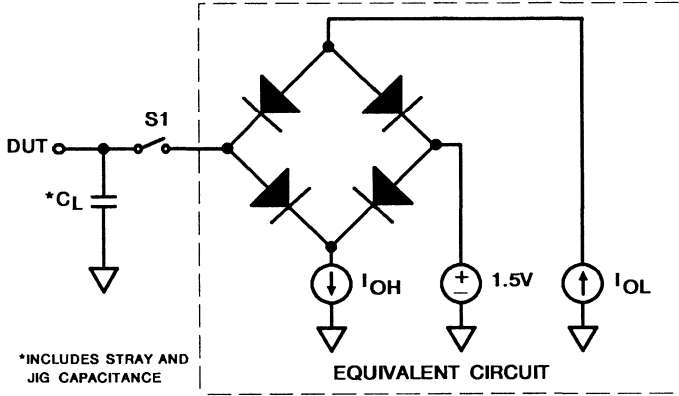 S1
DUT
*CL
IOH
+
−
1.5V
IOL
*INCLUDES STRAY AND
JIG CAPACITANCE
EQUIVALENT CIRCUIT